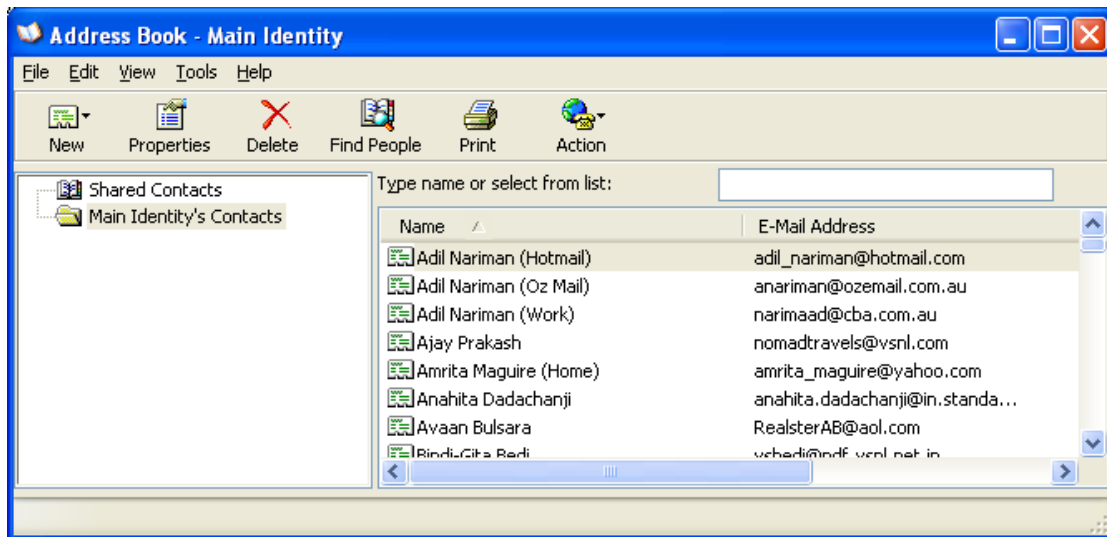 Address Book - Main Identity
File Edit View Tools Help
New Properties Delete Find People Print Action
Shared Contacts
Main Identity's Contacts
Type name or select from list:
Name E-Mail Address
Adil Nariman (Hotmail) adil_nariman@hotmail.com
Adil Nariman (Oz Mail) anariman@ozemail.com.au
Adil Nariman (Work) narimaad@cba.com.au
Ajay Prakash nomadtravels@vsnl.com
Amrita Maguire (Home) amrita_maguire@yahoo.com
Anahita Dadachanji anahita.dadachanji@in.standa...
Avaan Bulsara RealsterAB@aol.com
Bindi-Gita Bedi